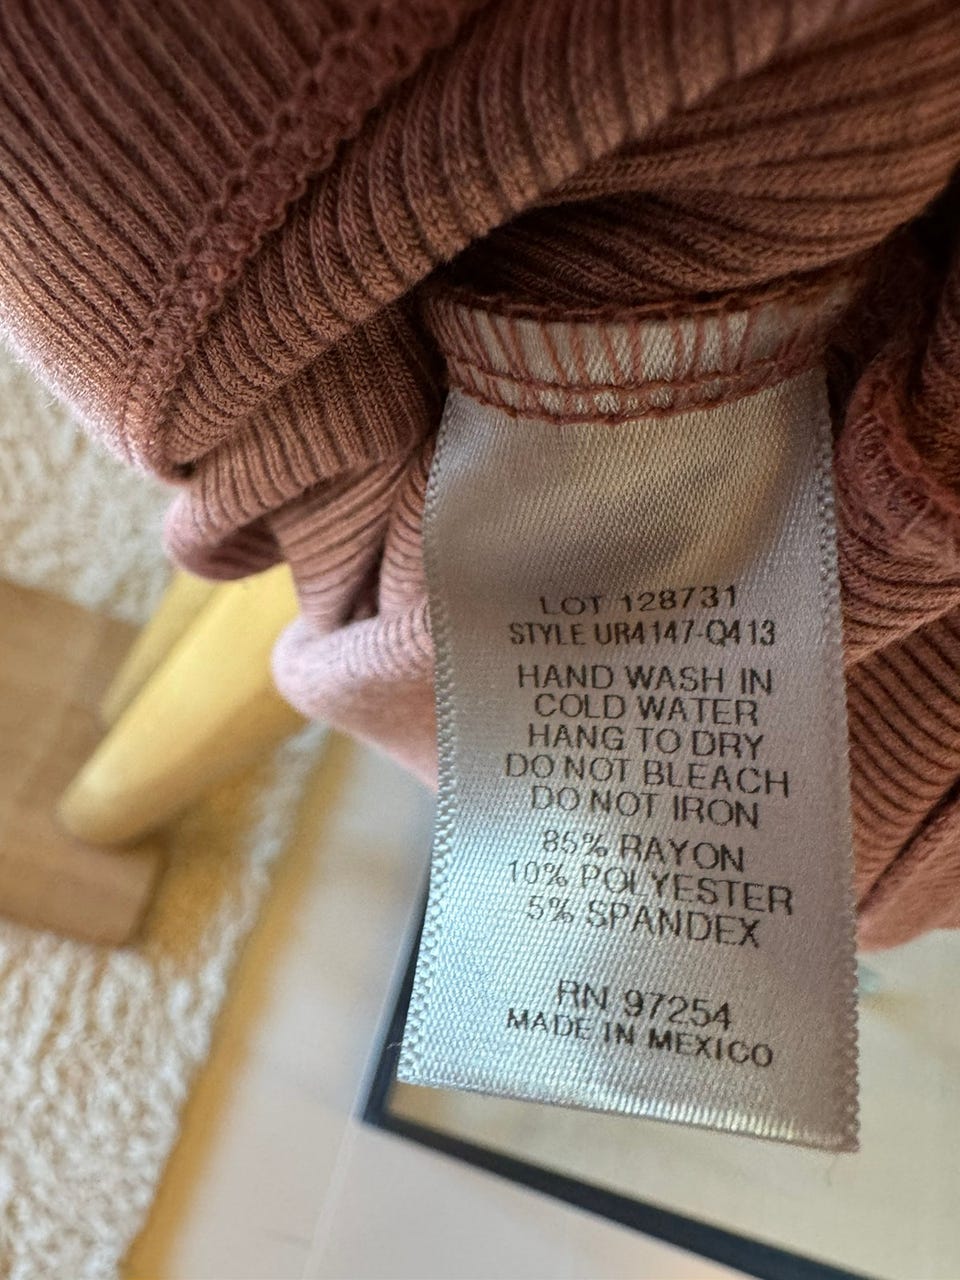 LOT 128731
STYLE UR4147-Q413
HAND WASH IN
COLD WATER
HANG TO DRY
DO NOT BLEACH
DO NOT IRON
85% RAYON
10% POLYESTER
5% SPANDEX
RN 97254
MADE IN MEXICO